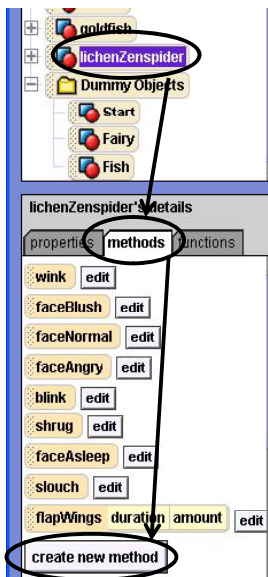 goldfish
lichenZenspider
Dummy Objects
Start
Fairy
Fish
lichenZenspider's details
properties methods functions
wink edit
faceBlush edit
faceNormal edit
faceAngry edit
blink edit
shrug edit
faceAsleep edit
slouch edit
flapWings duration amount edit
create new method